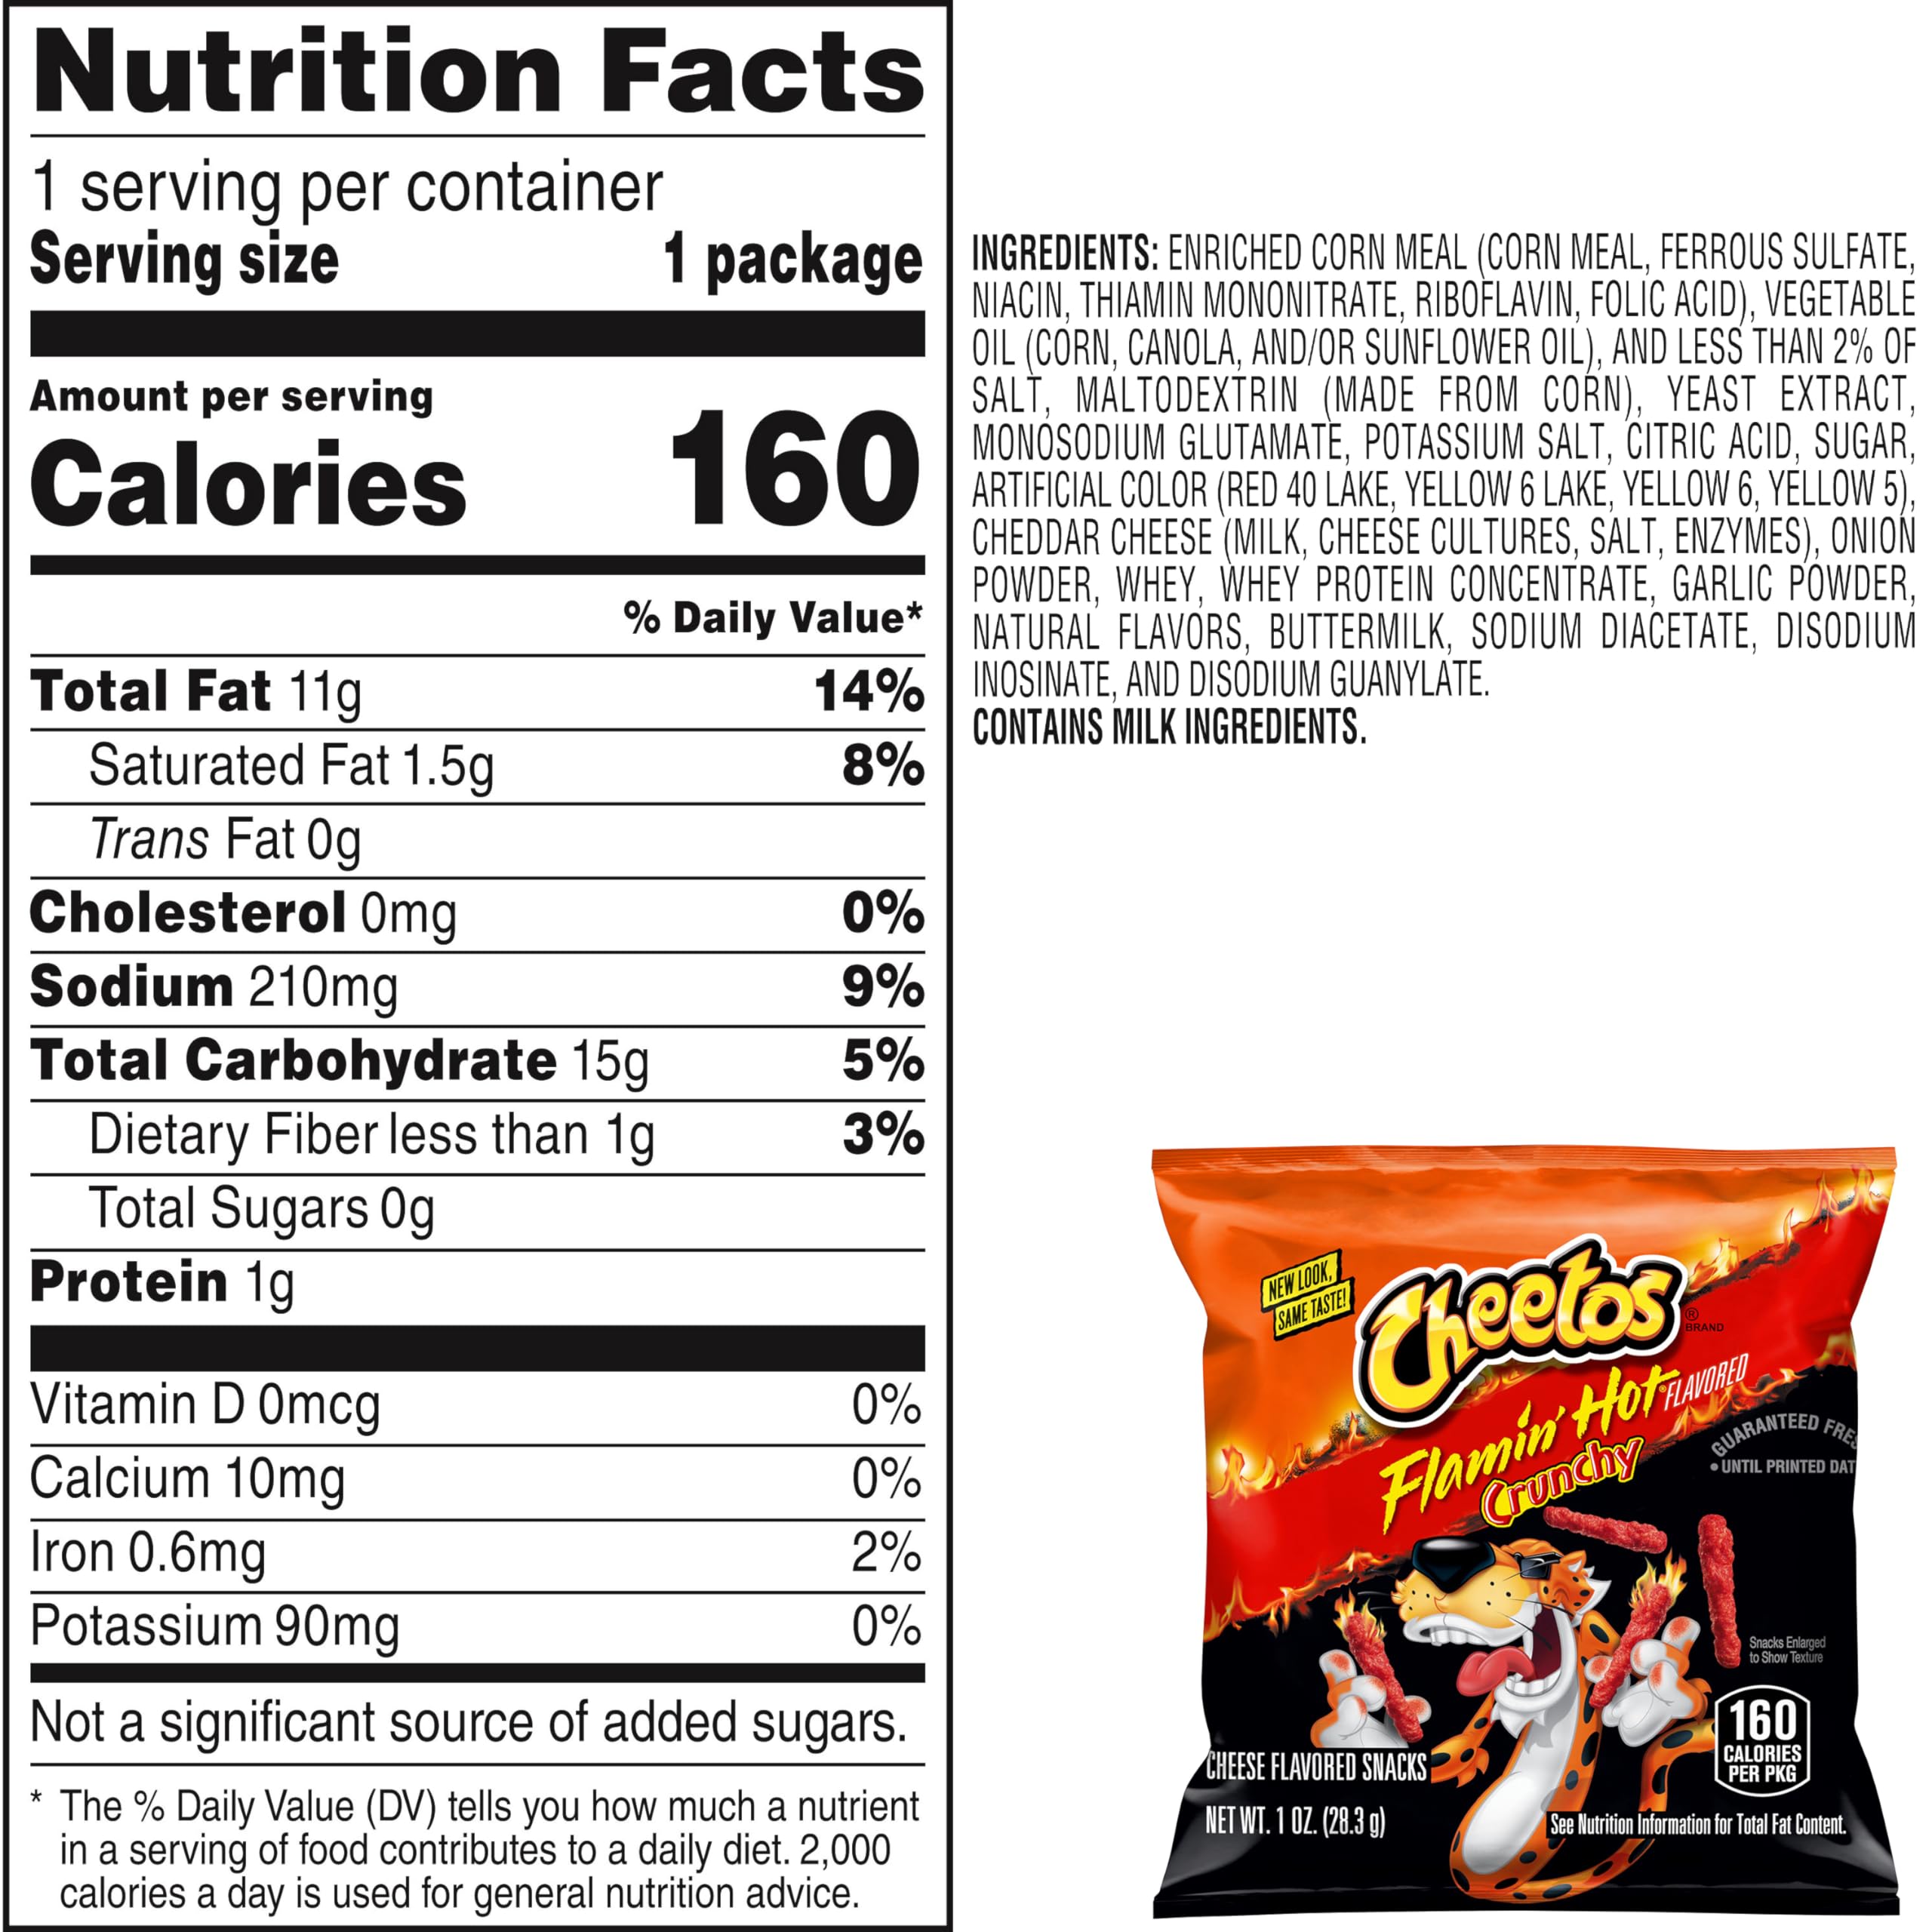 Nutrition Facts
1 serving per container
Serving size 1 package
Amount per serving
Calories 160
% Daily Value*
Total Fat 11g 14%
Saturated Fat 1.5g 8%
Trans Fat 0g
Cholesterol 0mg 0%
Sodium 210mg 9%
Total Carbohydrate 15g 5%
Dietary Fiber less than 1g 3%
Total Sugars 0g
Protein 1g
Vitamin D 0mcg 0%
Calcium 10mg 0%
Iron 0.6mg 2%
Potassium 90mg 0%
Not a significant source of added sugars.
* The % Daily Value (DV) tells you how much a nutrient
in a serving of food contributes to a daily diet. 2,000
calories a day is used for general nutrition advice.
INGREDIENTS: ENRICHED CORN MEAL (CORN MEAL, FERROUS SULFATE,
NIACIN, THIAMIN MONONITRATE, RIBOFLAVIN, FOLIC ACID), VEGETABLE
OIL (CORN, CANOLA, AND/OR SUNFLOWER OIL), AND LESS THAN 2% OF
SALT, MALTODEXTRIN (MADE FROM CORN), YEAST EXTRACT,
MONOSODIUM GLUTAMATE, POTASSIUM SALT, CITRIC ACID, SUGAR,
ARTIFICIAL COLOR (RED 40 LAKE, YELLOW 6 LAKE, YELLOW 6, YELLOW 5),
CHEDDAR CHEESE (MILK, CHEESE CULTURES, SALT, ENZYMES), ONION
POWDER, WHEY, WHEY PROTEIN CONCENTRATE, GARLIC POWDER,
NATURAL FLAVORS, BUTTERMILK, SODIUM DIACETATE, DISODIUM
INOSINATE, AND DISODIUM GUANYLATE.
CONTAINS MILK INGREDIENTS.
NEW LOOK,
SAME TASTE!
Cheetos ®
BRAND
Flamin' Hot® FLAVORED
Crunchy
GUARANTEED FRES
• UNTIL PRINTED DAT
Snacks Enlarged
to Show Texture
160
CALORIES
PER PKG
CHEESE FLAVORED SNACKS
NET WT. 1 OZ. (28.3 g)
See Nutrition Information for Total Fat Content.